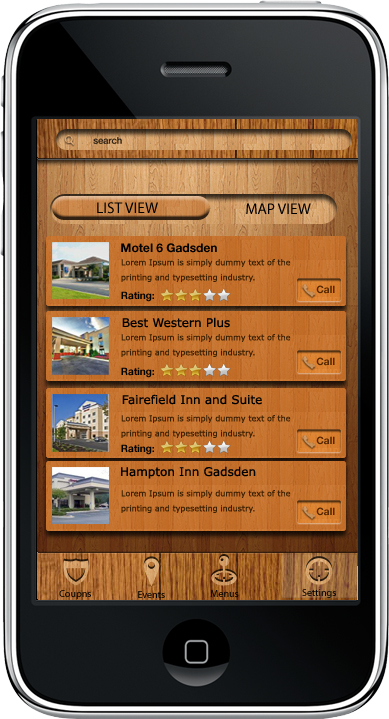 search
LIST VIEW
MAP VIEW
Motel 6 Gadsden
Lorem Ipsum is simply dummy text of the
printing and typesetting industry.
Rating:
Call
Best Western Plus
Lorem Ipsum is simply dummy text of the
printing and typesetting industry.
Rating:
Call
Fairefield Inn and Suite
Lorem Ipsum is simply dummy text of the
printing and typesetting industry.
Rating:
Call
Hampton Inn Gadsden
Lorem Ipsum is simply dummy text of the
printing and typesetting industry.
Call
Coupns
Events
Menus
Settings